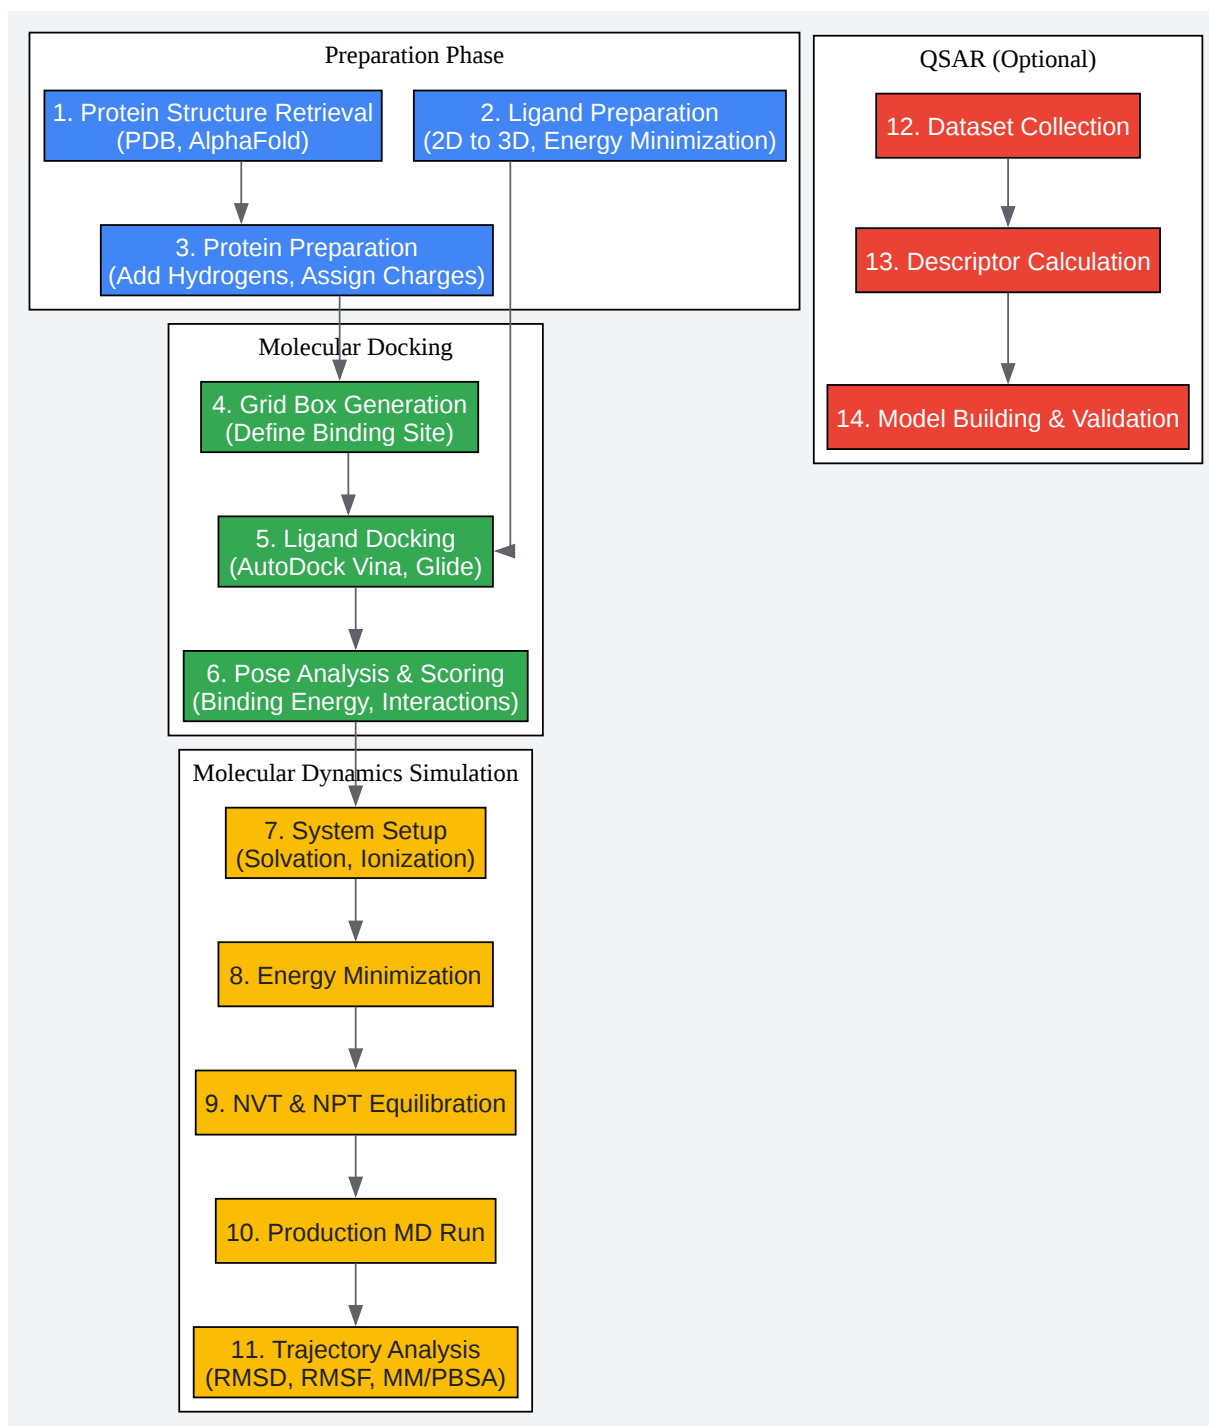 Preparation Phase
1. Protein Structure Retrieval
(PDB, AlphaFold)
2. Ligand Preparation
(2D to 3D, Energy Minimization)
3. Protein Preparation
(Add Hydrogens, Assign Charges)
Molecular Docking
4. Grid Box Generation
(Define Binding Site)
5. Ligand Docking
(AutoDock Vina, Glide)
6. Pose Analysis & Scoring
(Binding Energy, Interactions)
Molecular Dynamics Simulation
7. System Setup
(Solvation, Ionization)
8. Energy Minimization
9. NVT & NPT Equilibration
10. Production MD Run
11. Trajectory Analysis
(RMSD, RMSF, MM/PBSA)
QSAR (Optional)
12. Dataset Collection
13. Descriptor Calculation
14. Model Building & Validation